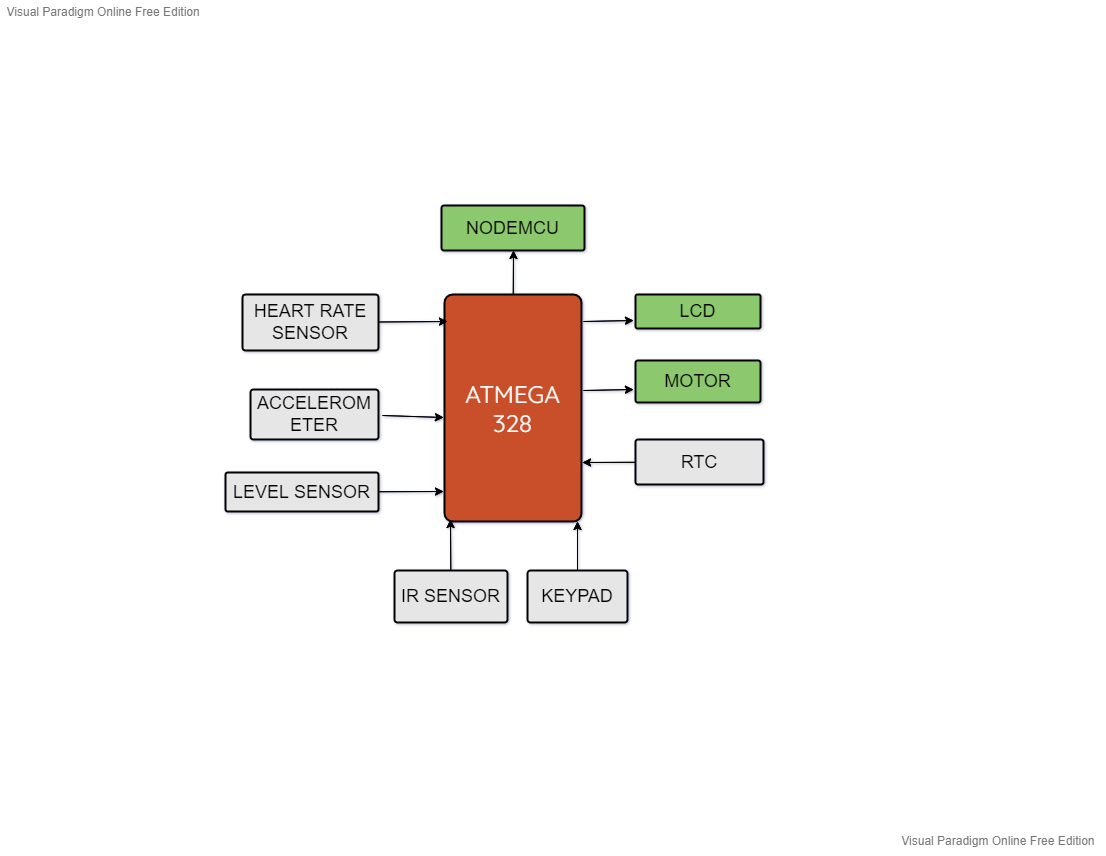 Visual Paradigm Online Free Edition
NODEMCU
HEART RATE
SENSOR
LCD
ACCELEROM
ETER
ATMEGA
328
MOTOR
LEVEL SENSOR
RTC
IR SENSOR
KEYPAD
Visual Paradigm Online Free Edition